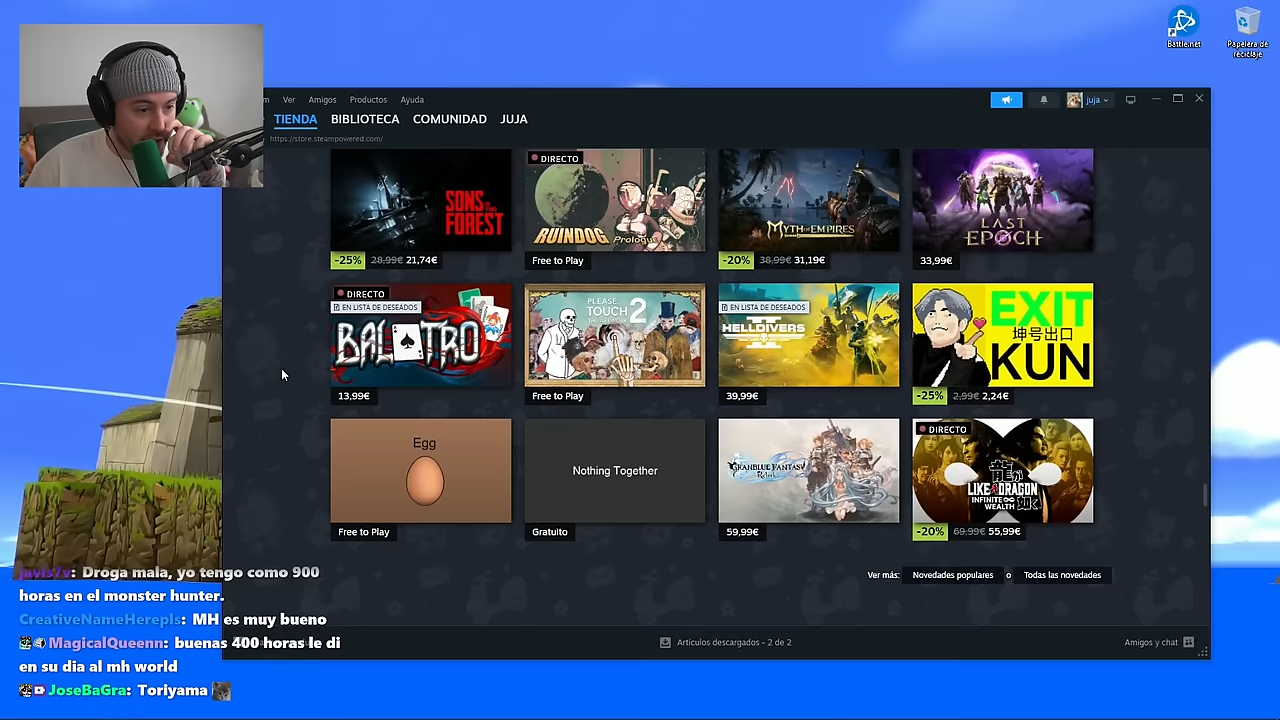 Battle.net
Papelera de
reciclaje
Ver Amigos Productos Ayuda
juja
TIENDA BIBLIOTECA COMUNIDAD JUJA
https://store.steampowered.com/
SONS
FOREST
-25% 28,99€ 21,74€
DIRECTO
RUINDOG Prologue
Free to Play
MYTH OF EMPIRES
-20% 38,99€ 31,19€
LAST
EPOCH
33,99€
DIRECTO
EN LISTA DE DESEADOS
BALATRO
13,99€
PLEASE
TOUCH
2
Free to Play
EN LISTA DE DESEADOS
HELLDIVERS
II
39,99€
EXIT
坤号出口
KUN
-25% 2,99€ 2,24€
Egg
Free to Play
Nothing Together
Gratuito
GRANBLUE FANTASY
Relink
59,99€
DIRECTO
LIKE A DRAGON
INFINITE WEALTH
-20% 69,99€ 55,99€
Ver más: Novedades populares o Todas las novedades
Artículos descargados - 2 de 2
Amigos y chat
javis7v: Droga mala, yo tengo como 900
horas en el monster hunter.
CreativeNameHerepls: MH es muy bueno
MagicalQueenn: buenas 400 horas le di
en su dia al mh world
JoseBaGra: Toriyama